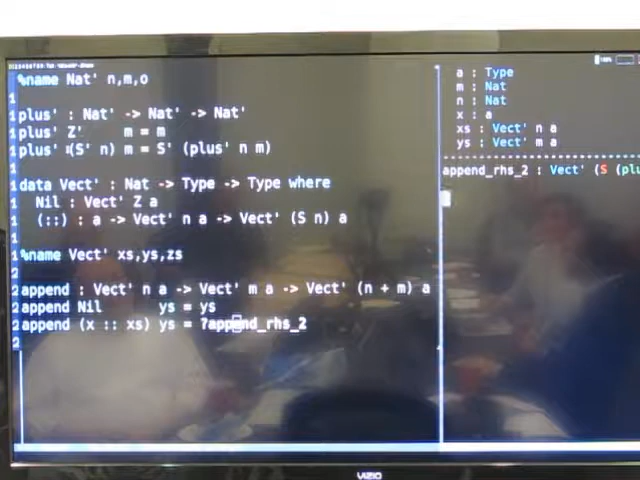 %name Nat' n,m,o
plus' : Nat' -> Nat' -> Nat'
plus' Z' m = m
plus' (S' n) m = S' (plus' n m)
data Vect' : Nat -> Type -> Type where
Nil : Vect' Z a
(::) : a -> Vect' n a -> Vect' (S n) a
%name Vect' xs,ys,zs
append : Vect' n a -> Vect' m a -> Vect' (n + m) a
append Nil ys = ys
append (x :: xs) ys = ?append_rhs_2
a : Type
m : Nat
n : Nat
x : a
xs : Vect' n a
ys : Vect' m a
--------------------------------
append_rhs_2 : Vect' (S (plu
VIZIO